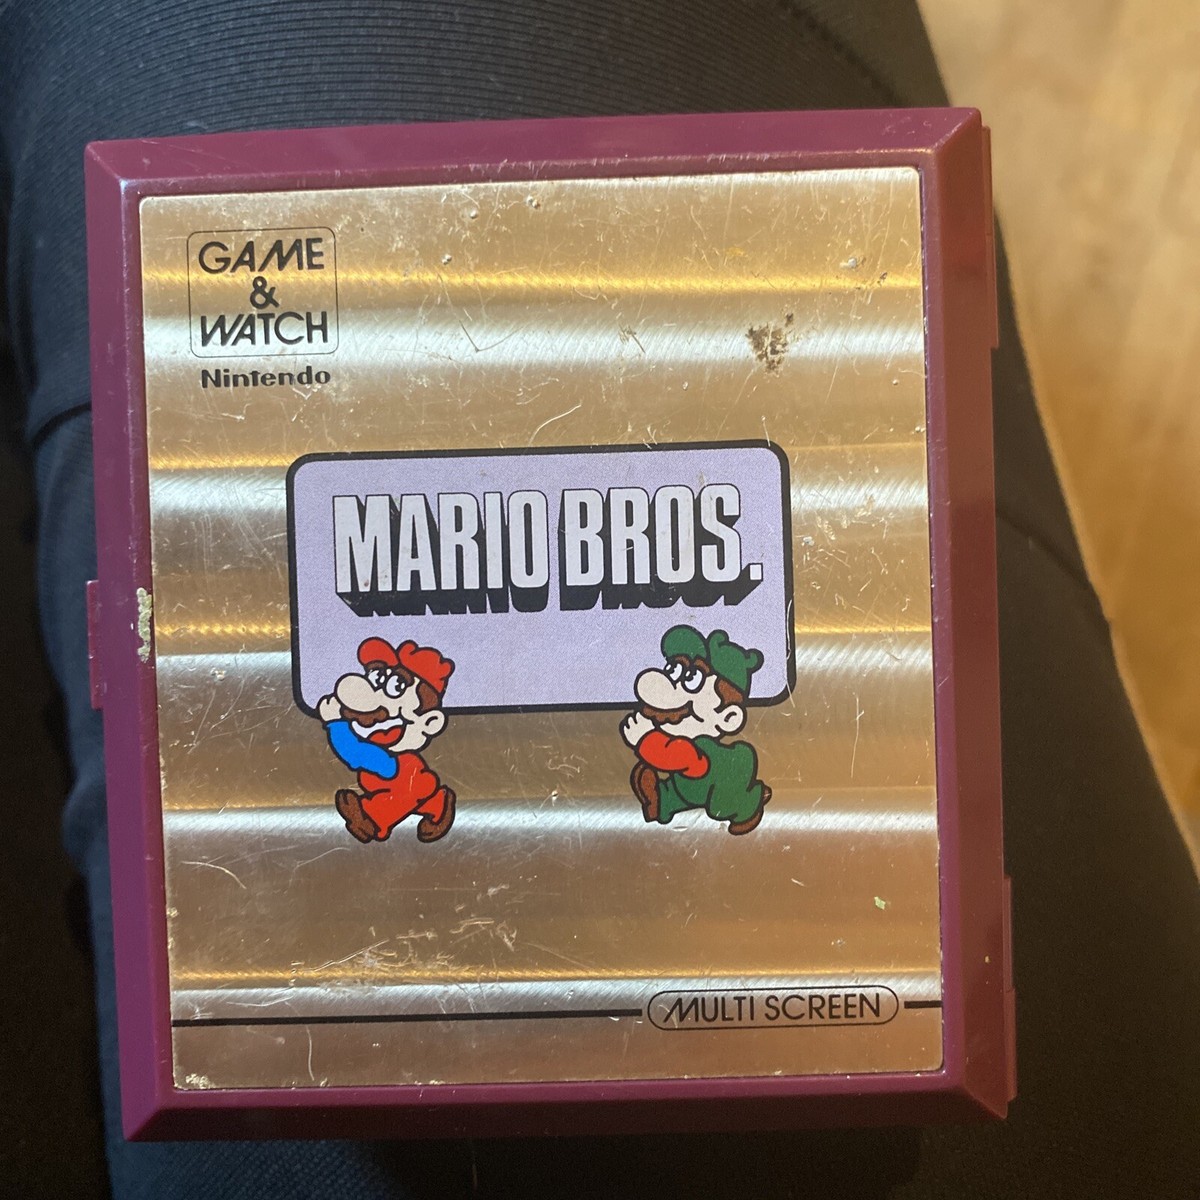 GAME
&
WATCH
Nintendo
MARIO BROS.
MULTI SCREEN